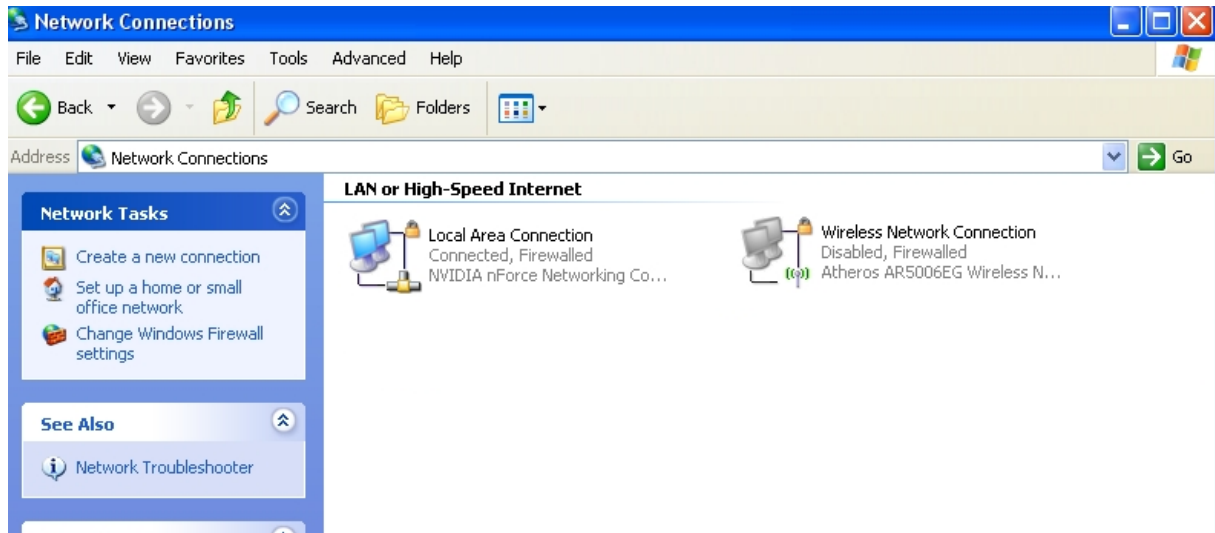 Network Connections
File Edit View Favorites Tools Advanced Help
Back Search Folders
Address Network Connections Go
Network Tasks
Create a new connection
Set up a home or small
office network
Change Windows Firewall
settings
See Also
Network Troubleshooter
LAN or High-Speed Internet
Local Area Connection
Connected, Firewalled
NVIDIA nForce Networking Co...
Wireless Network Connection
Disabled, Firewalled
Atheros AR5006EG Wireless N...